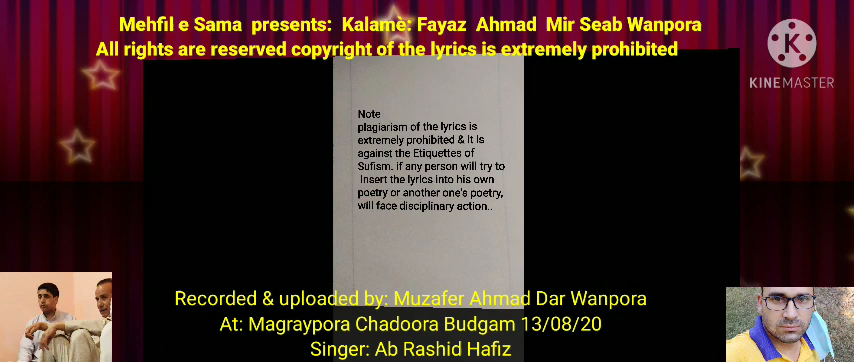 Mehfil e Sama presents: Kalamè: Fayaz Ahmad Mir Seab Wanpora
All rights are reserved copyright of the lyrics is extremely prohibited
K
KINEMASTER
Note
plagiarism of the lyrics is
extremely prohibited & It Is
against the Etiquettes of
Sufism. if any person will try to
Insert the lyrics into his own
poetry or another one's poetry,
will face disciplinary action..
Recorded & uploaded by: Muzafer Ahmad Dar Wanpora
At: Magraypora Chadoora Budgam 13/08/20
Singer: Ab Rashid Hafiz